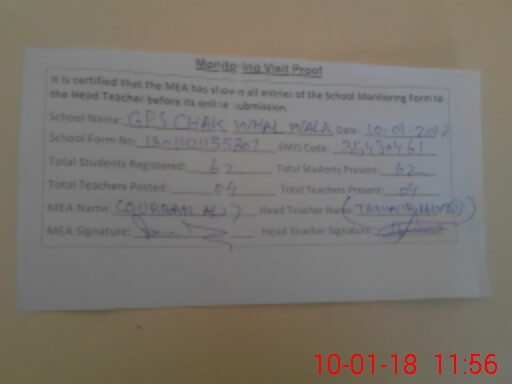 Monitoring Visit Proof
It is certified that the MEA has shown all entries of the School Monitoring Form to
the Head Teacher before its online submission.
School Name: GPS CHAK WHAL WALA Date: 10-01-2017
School Form No: EMIS Code:
Total Students Registered: 62 Total Students Present: 62
Total Teachers Posted: 04 Total Teachers Present: 04
MEA Name: (QURBAN ALI) Head Teacher Name:
MEA Signature: Head Teacher Signature:
10-01-18 11:56